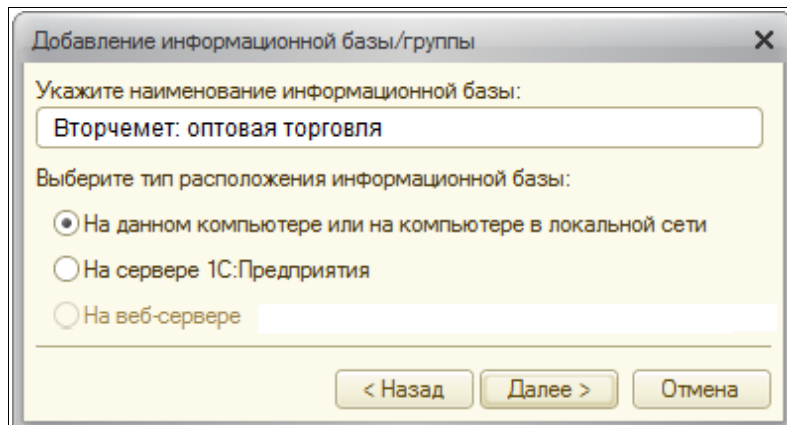 Добавление информационной базы/группы
Укажите наименование информационной базы:
Вторчемет: оптовая торговля
Выберите тип расположения информационной базы:
На данном компьютере или на компьютере в локальной сети
На сервере 1С:Предприятия
На веб-сервере
< Назад Далее > Отмена